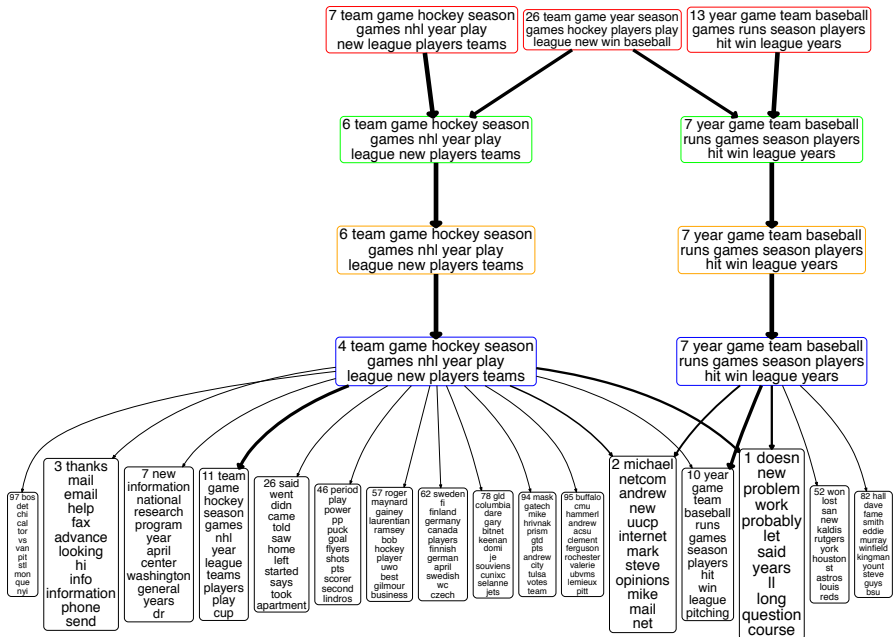 7 team game hockey season
games nhl year play
new league players teams
26 team game year season
games hockey players play
league new win baseball
13 year game team baseball
games runs season players
hit win league years
6 team game hockey season
games nhl year play
league new players teams
7 year game team baseball
runs games season players
hit win league years
6 team game hockey season
games nhl year play
league new players teams
7 year game team baseball
runs games season players
hit win league years
4 team game hockey season
games nhl year play
league new players teams
7 year game team baseball
runs games season players
hit win league years
97 bos
det
chi
cal
tor
vs
van
pit
stl
mon
que
nyi
3 thanks
mail
email
help
fax
advance
looking
hi
info
information
phone
send
7 new
information
national
research
program
year
april
center
washington
general
years
dr
11 team
game
hockey
season
games
nhl
year
league
teams
players
play
cup
26 said
went
didn
came
told
saw
home
left
started
says
took
apartment
46 period
play
power
pp
puck
goal
flyers
shots
pts
scorer
second
lindros
57 roger
maynard
gainey
laurentian
ramsey
bob
hockey
player
uwo
best
gilmour
business
62 sweden
fi
finland
germany
canada
players
finnish
german
april
swedish
wc
czech
78 gld
columbia
dare
gary
bitnet
keenan
domi
je
souviens
cunixc
selanne
jets
94 mask
gatech
mike
hrivnak
prism
gtd
pts
andrew
city
tulsa
votes
team
95 buffalo
cmu
hammerl
andrew
acsu
clement
ferguson
rochester
valerie
ubvms
lemieux
pitt
2 michael
netcom
andrew
new
uucp
internet
mark
steve
opinions
mike
mail
net
10 year
game
team
baseball
runs
games
season
players
hit
win
league
pitching
1 doesn
new
problem
work
probably
let
said
years
ll
long
question
course
52 won
lost
san
new
kaldis
rutgers
york
houston
st
astros
louis
reds
82 hall
dave
fame
smith
eddie
murray
winfield
kingman
yount
steve
guys
bsu